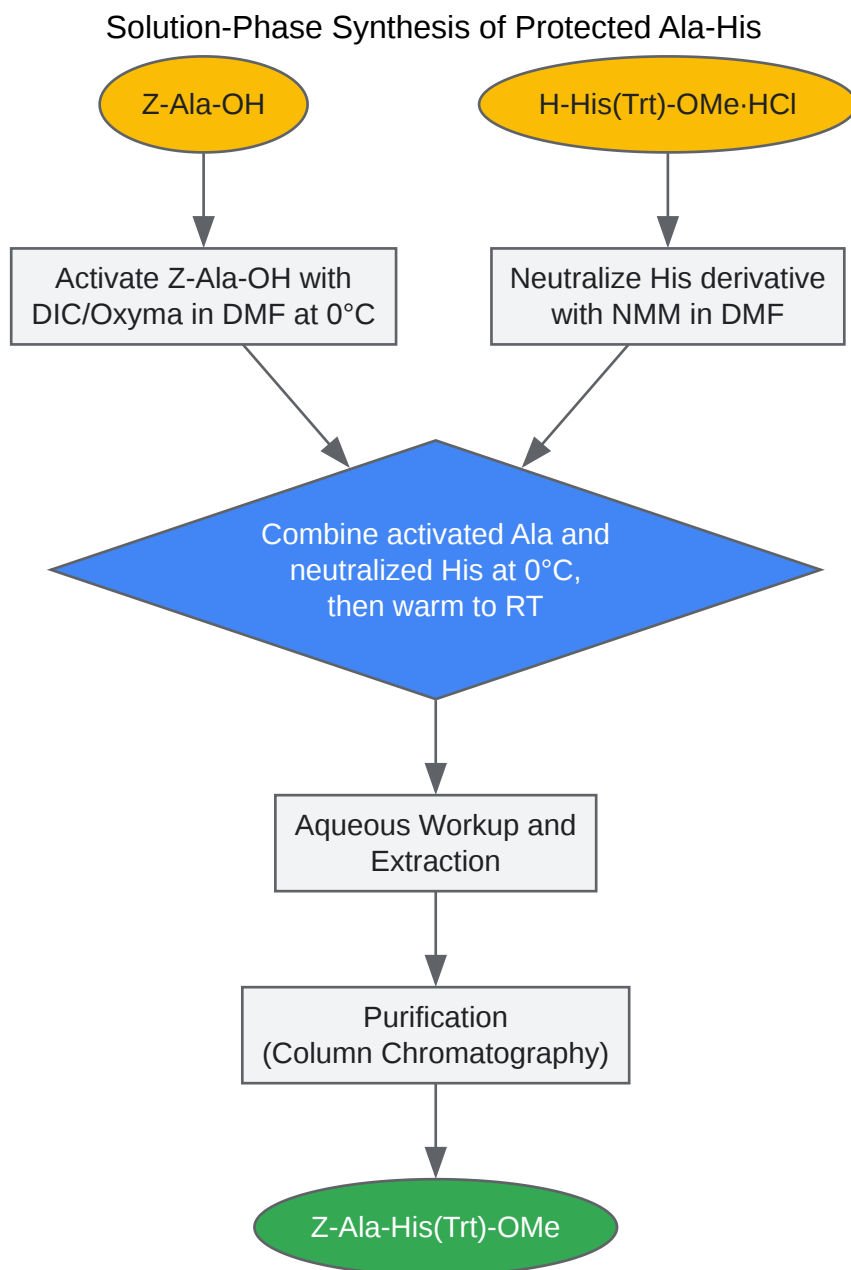 Solution-Phase Synthesis of Protected Ala-His
Z-Ala-OH
H-His(Trt)-OMe·HCl
Activate Z-Ala-OH with
DIC/Oxyma in DMF at 0°C
Neutralize His derivative
with NMM in DMF
Combine activated Ala and
neutralized His at 0°C,
then warm to RT
Aqueous Workup and
Extraction
Purification
(Column Chromatography)
Z-Ala-His(Trt)-OMe